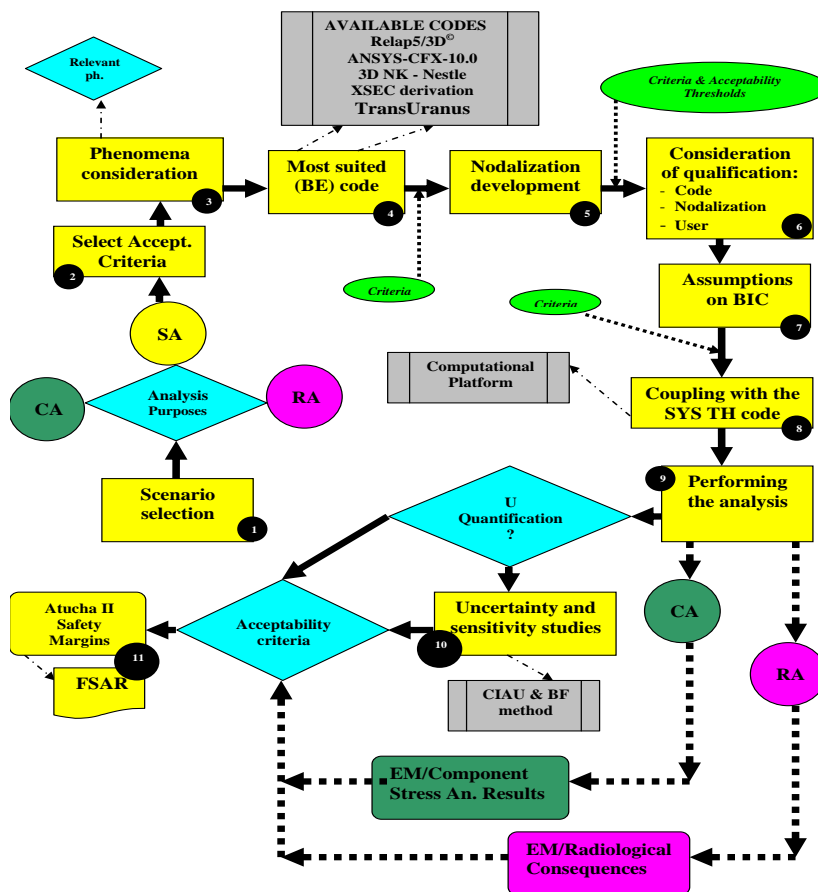 AVAILABLE CODES
Relap5/3D©
ANSYS-CFX-10.0
3D NK - Nestle
XSEC derivation
TransUranus
Relevant
ph.
Criteria & Acceptability
Thresholds
Phenomena
consideration
3
Most suited
(BE) code
4
Nodalization
development
5
Consideration
of qualification:
- Code
- Nodalization
- User
6
Select Accept.
Criteria
2
Criteria
Criteria
Assumptions
on BIC
7
SA
CA
Analysis
Purposes
RA
Computational
Platform
Coupling with the
SYS TH code
8
Scenario
selection
1
U
Quantification
?
9
Performing
the analysis
Atucha II
Safety
Margins
11
FSAR
Acceptability
criteria
Uncertainty and
sensitivity studies
10
CA
RA
CIAU & BF
method
EM/Component
Stress An. Results
EM/Radiological
Consequences